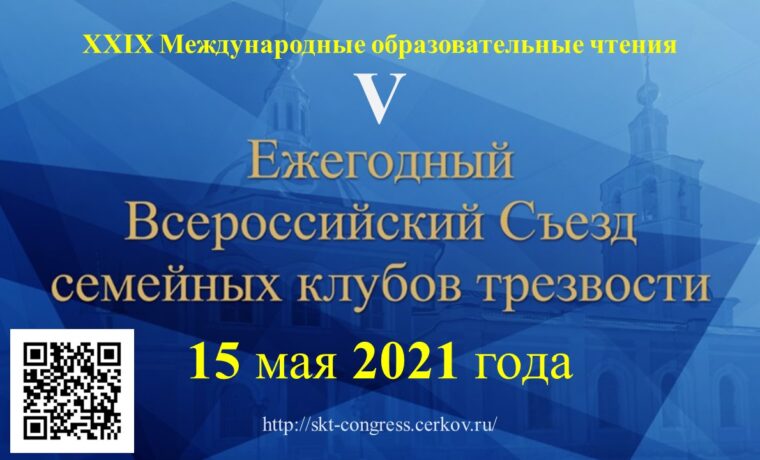 XXIX Международные образовательные чтения
V
Ежегодный
Всероссийский Съезд
семейных клубов трезвости
15 мая 2021 года
http://skt-congress.cerkov.ru/